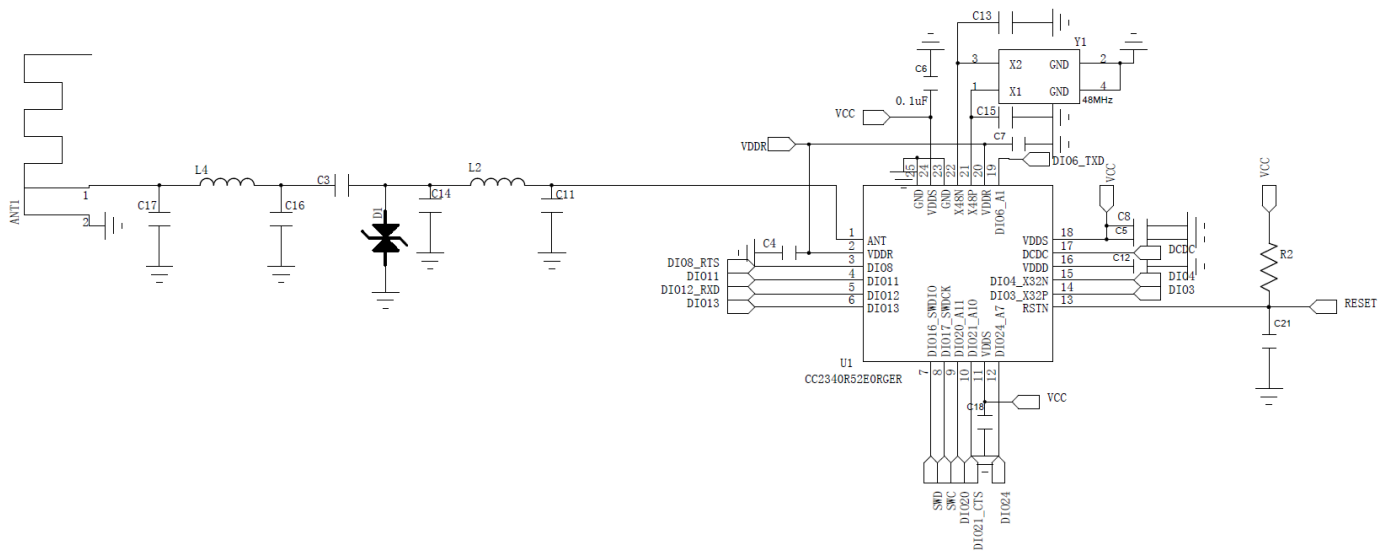 C13
Y1
3
X2
GND
2
C6
1
X1
GND
4
48MHz
0.1uF
C15
VCC
C7
VDDR
DIO6_TXD
L4
L2
C3
1
C17
C16
D1
C14
C11
2
ANT1
25
24
23
22
21
20
19
GND
VDDS
GND
X48N
X48P
VDDR
DIO6_A1
VCC
VCC
1
ANT
VDDS
18
C8
C5
C4
2
VDDR
DCDC
17
DCDC
R2
DIO8_RTS
3
DIO8
VDDD
16
C12
DIO11
4
DIO11
DIO4_X32N
15
DIO4
DIO12_RXD
5
DIO12
DIO3_X32P
14
DIO3
DIO13
6
DIO13
RSTN
13
RESET
C21
DIO16_SWDIO
DIO17_SWDCK
DIO20_A11
DIO21_A10
VDDS
DIO24_A7
U1
CC2340R52E0RGER
7
8
9
10
11
12
VCC
C18
SWD
SWC
DIO20
DIO21_CTS
DIO24